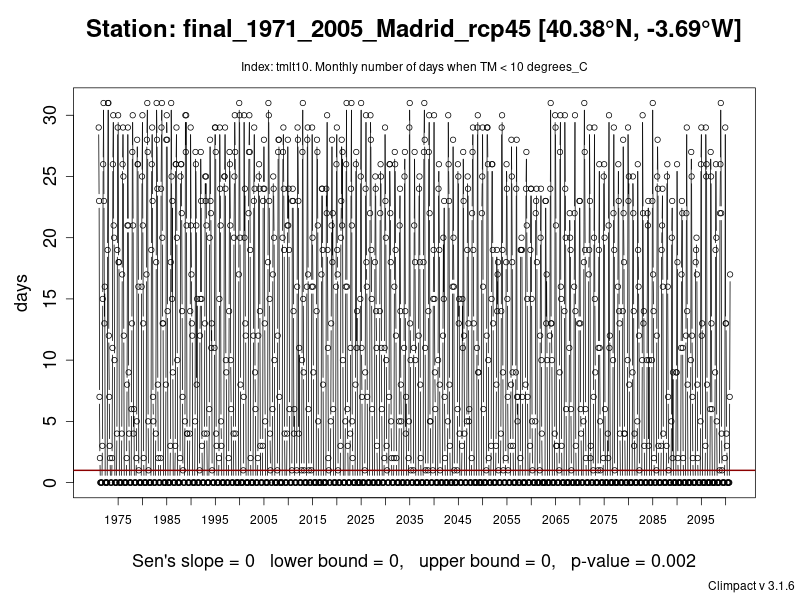 Station: final_1971_2005_Madrid_rcp45 [40.38°N, -3.69°W]
Index: tmlt10. Monthly number of days when TM < 10 degrees_C
days
30
25
20
15
10
5
0
1975 1985 1995 2005 2015 2025 2035 2045 2055 2065 2075 2085 2095
Sen's slope = 0 lower bound = 0, upper bound = 0, p-value = 0.002
Climpact v 3.1.6